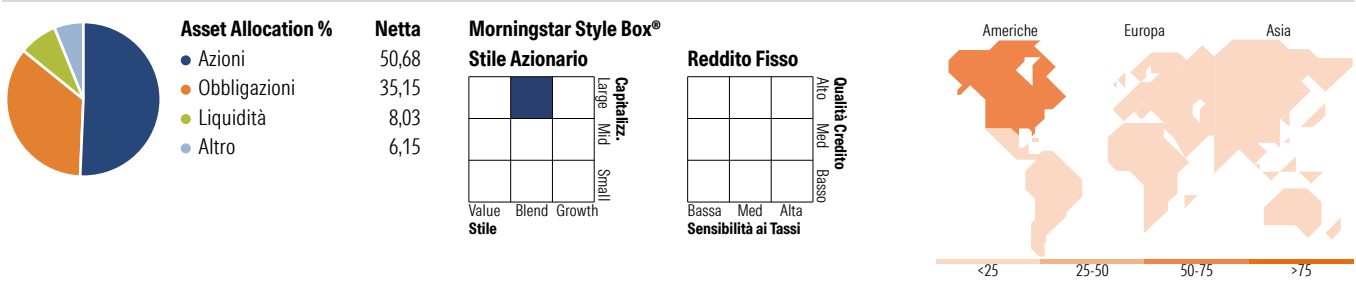 Asset Allocation % Netta
Azioni 50,68
Obbligazioni 35,15
Liquidità 8,03
Altro 6,15
Morningstar Style Box®
Stile Azionario
Large Mid Small
Capitalizz.
Value Blend Growth
Stile
Reddito Fisso
Alto Med Basso
Qualità Credito
Bassa Med Alta
Sensibilità ai Tassi
Americhe Europa Asia
<25 25-50 50-75 >75